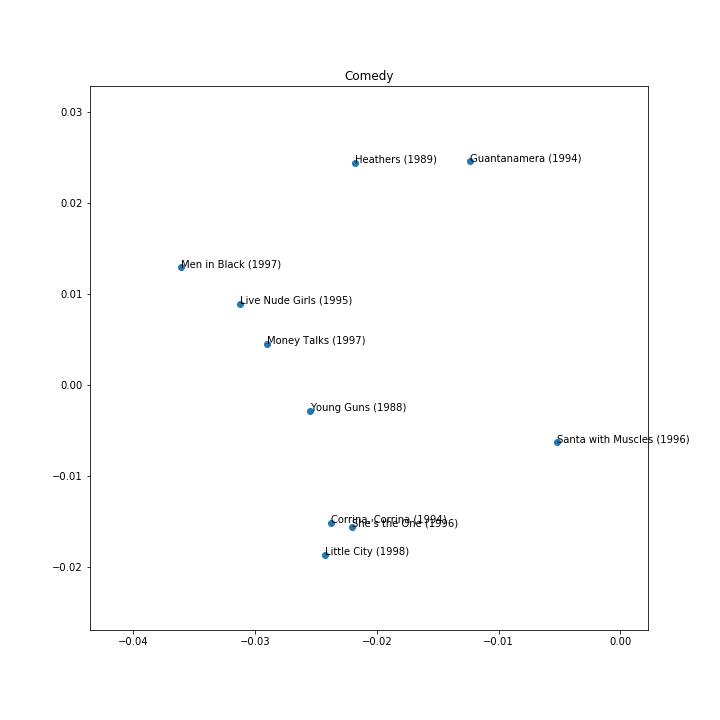 Comedy
0.03
0.02
0.01
0.00
−0.01
−0.02
Heathers (1989)
Guantanamera (1994)
Men in Black (1997)
Live Nude Girls (1995)
Money Talks (1997)
Young Guns (1988)
Santa with Muscles (1996)
Corrina, Corrina (1994)
She's the One (1996)
Little City (1998)
−0.04
−0.03
−0.02
−0.01
0.00